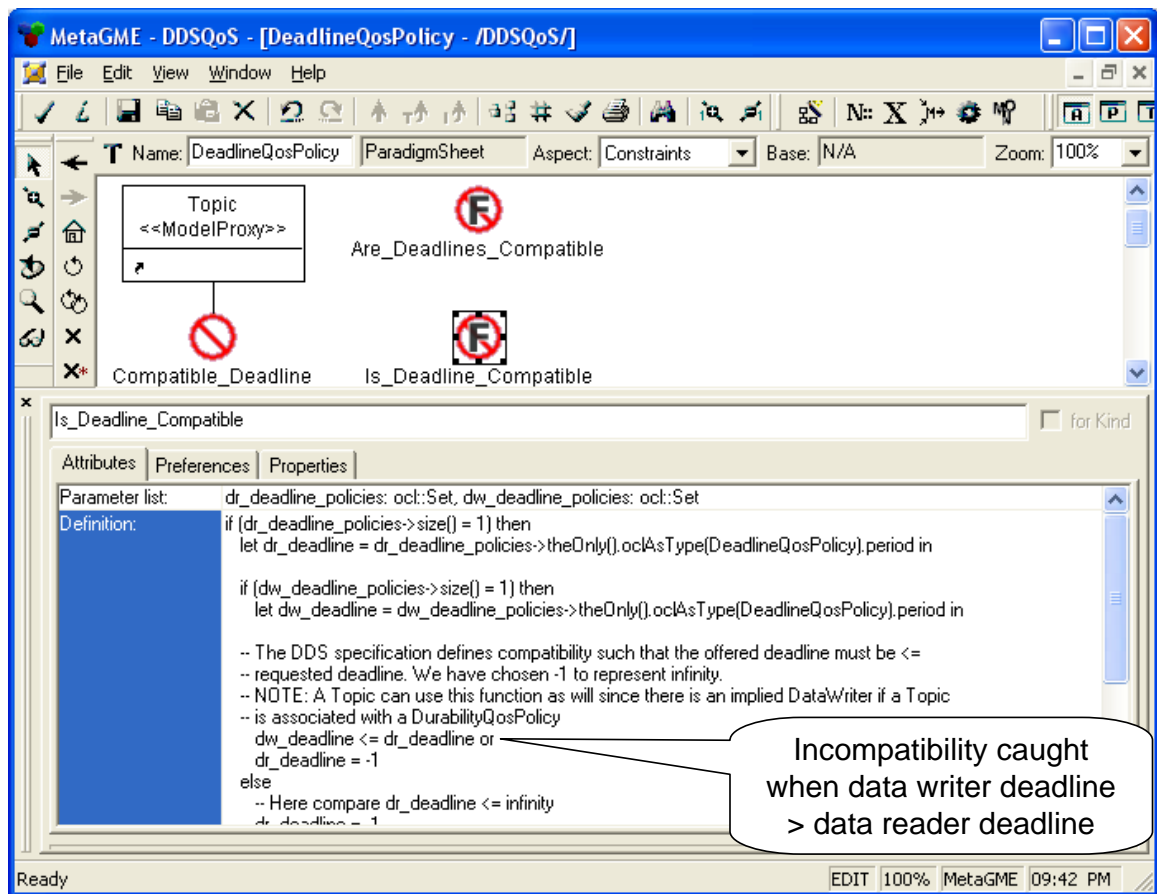 MetaGME - DDSQoS - [DeadlineQosPolicy - /DDSQoS/]
File Edit View Window Help
N:: X M
A P T
T Name: DeadlineQosPolicy ParadigmSheet Aspect: Constraints Base: N/A Zoom: 100%
Topic
<<ModelProxy>>
F
Are_Deadlines_Compatible
F
Compatible_Deadline
Is_Deadline_Compatible
Is_Deadline_Compatible
for Kind
Attributes Preferences Properties
Parameter list: dr_deadline_policies: ocl::Set, dw_deadline_policies: ocl::Set
Definition: if (dr_deadline_policies->size() = 1) then
let dr_deadline = dr_deadline_policies->theOnly().oclAsType(DeadlineQosPolicy).period in
if (dw_deadline_policies->size() = 1) then
let dw_deadline = dw_deadline_policies->theOnly().oclAsType(DeadlineQosPolicy).period in
-- The DDS specification defines compatibility such that the offered deadline must be <=
-- requested deadline. We have chosen -1 to represent infinity.
-- NOTE: A Topic can use this function as will since there is an implied DataWriter if a Topic
-- is associated with a DurabilityQosPolicy
dw_deadline <= dr_deadline or
dr_deadline = -1
else
-- Here compare dr_deadline <= infinity
dr_deadline = -1
Incompatibility caught
when data writer deadline
> data reader deadline
Ready
EDIT 100% MetaGME 09:42 PM